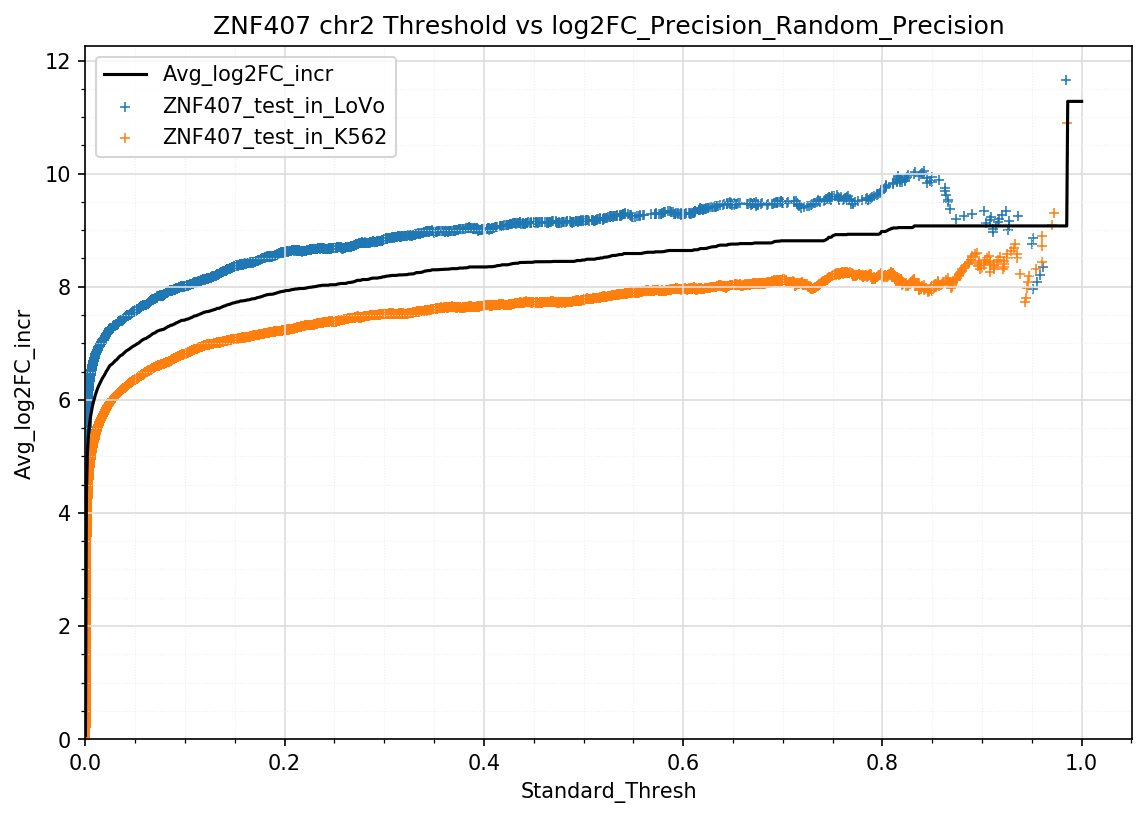 ZNF407 chr2 Threshold vs log2FC_Precision_Random_Precision
Avg_log2FC_incr
ZNF407_test_in_LoVo
ZNF407_test_in_K562
Avg_log2FC_incr
12
10
8
6
4
2
0
0.0 0.2 0.4 0.6 0.8 1.0
Standard_Thresh